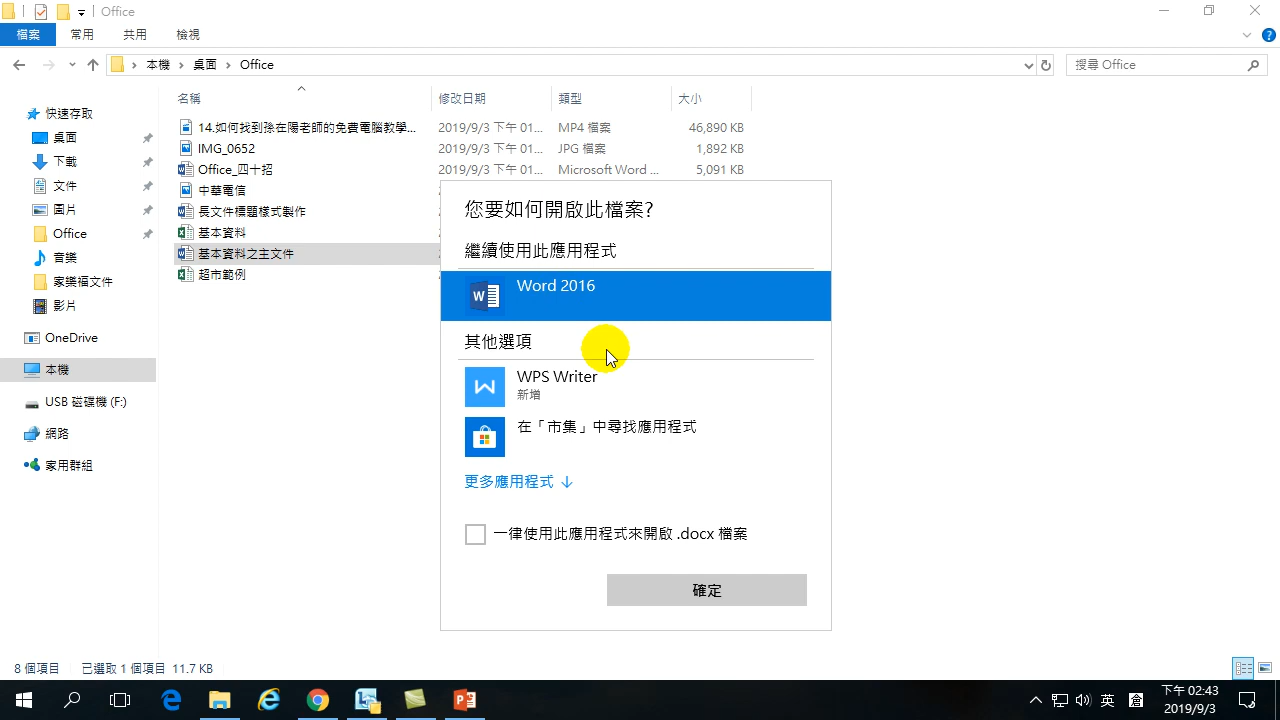 Office
檔案 常用 共用 檢視
本機 桌面 Office 搜尋 Office
名稱 修改日期 類型 大小
快速存取
桌面
下載
文件
圖片
Office
音樂
家樂福文件
影片
OneDrive
本機
USB 磁碟機 (F:)
網路
家用群組
14.如何找到孫在陽老師的免費電腦教學... 2019/9/3 下午 01... MP4 檔案 46,890 KB
IMG_0652 2019/9/3 下午 01... JPG 檔案 1,892 KB
Office_四十招 2019/9/3 下午 01... Microsoft Word ... 5,091 KB
中華電信
長文件標題樣式製作
基本資料
基本資料之主文件
超市範例
您要如何開啟此檔案?
繼續使用此應用程式
Word 2016
其他選項
WPS Writer
新增
在「市集」中尋找應用程式
更多應用程式
一律使用此應用程式來開啟 .docx 檔案
確定
8 個項目 已選取 1 個項目 11.7 KB
英 倉 下午 02:43
2019/9/3